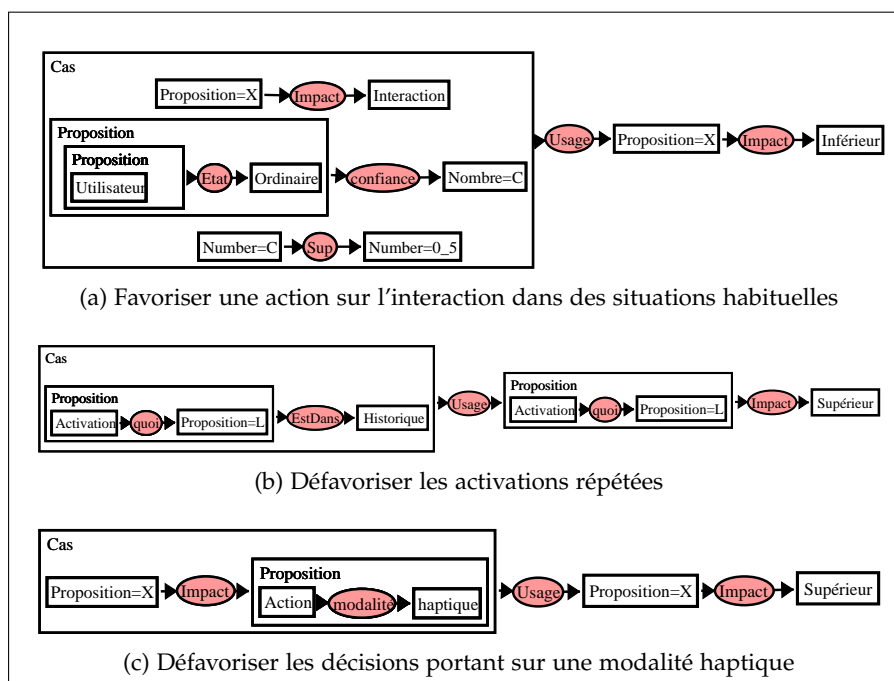 Cas
Proposition=X Impact Interaction
Proposition
Proposition
Utilisateur Etat Ordinaire confiance Nombre=C
Usage Proposition=X Impact Inférieur
Number=C Sup Number=0_5
(a) Favoriser une action sur l'interaction dans des situations habituelles
Cas
Proposition
Activation quoi Proposition=L EstDans Historique
Usage
Proposition
Activation quoi Proposition=L Impact Supérieur
(b) Défavoriser les activations répétées
Cas
Proposition=X Impact
Proposition
Action modalité haptique
Usage Proposition=X Impact Supérieur
(c) Défavoriser les décisions portant sur une modalité haptique